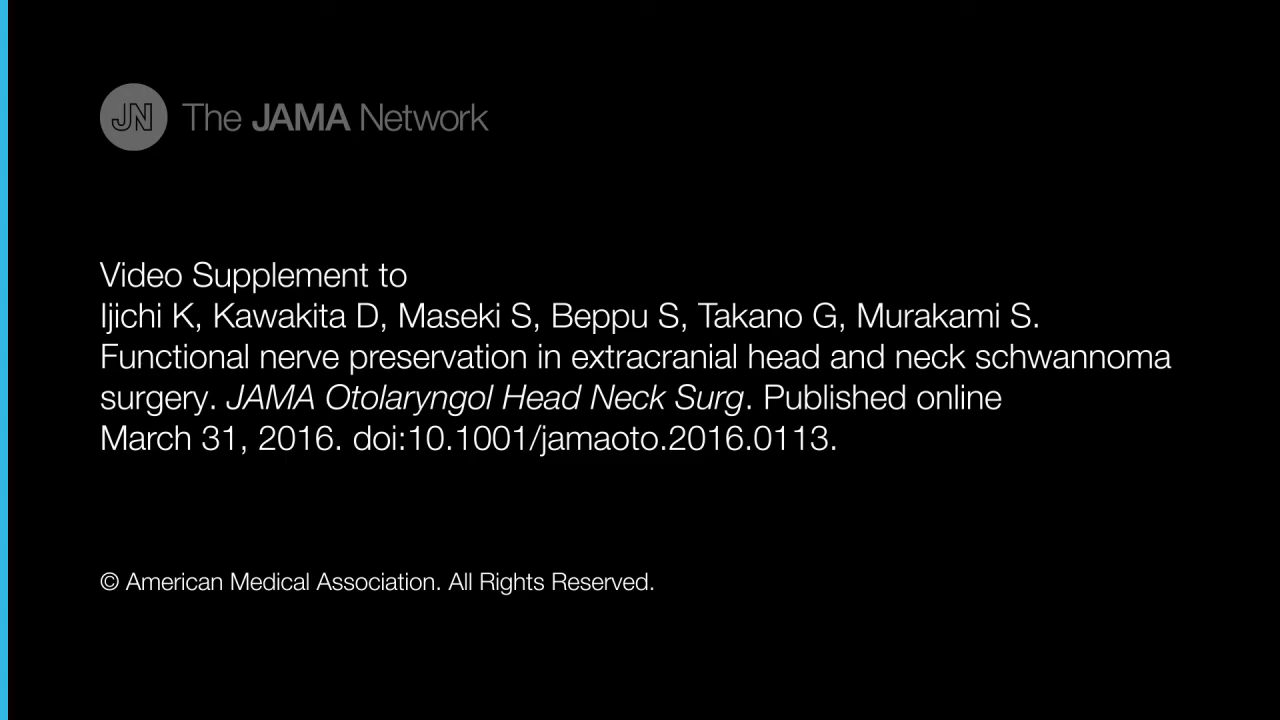 JN The JAMA Network
Video Supplement to
Ijichi K, Kawakita D, Maseki S, Beppu S, Takano G, Murakami S.
Functional nerve preservation in extracranial head and neck schwannoma
surgery. JAMA Otolaryngol Head Neck Surg. Published online
March 31, 2016. doi:10.1001/jamaoto.2016.0113.
© American Medical Association. All Rights Reserved.